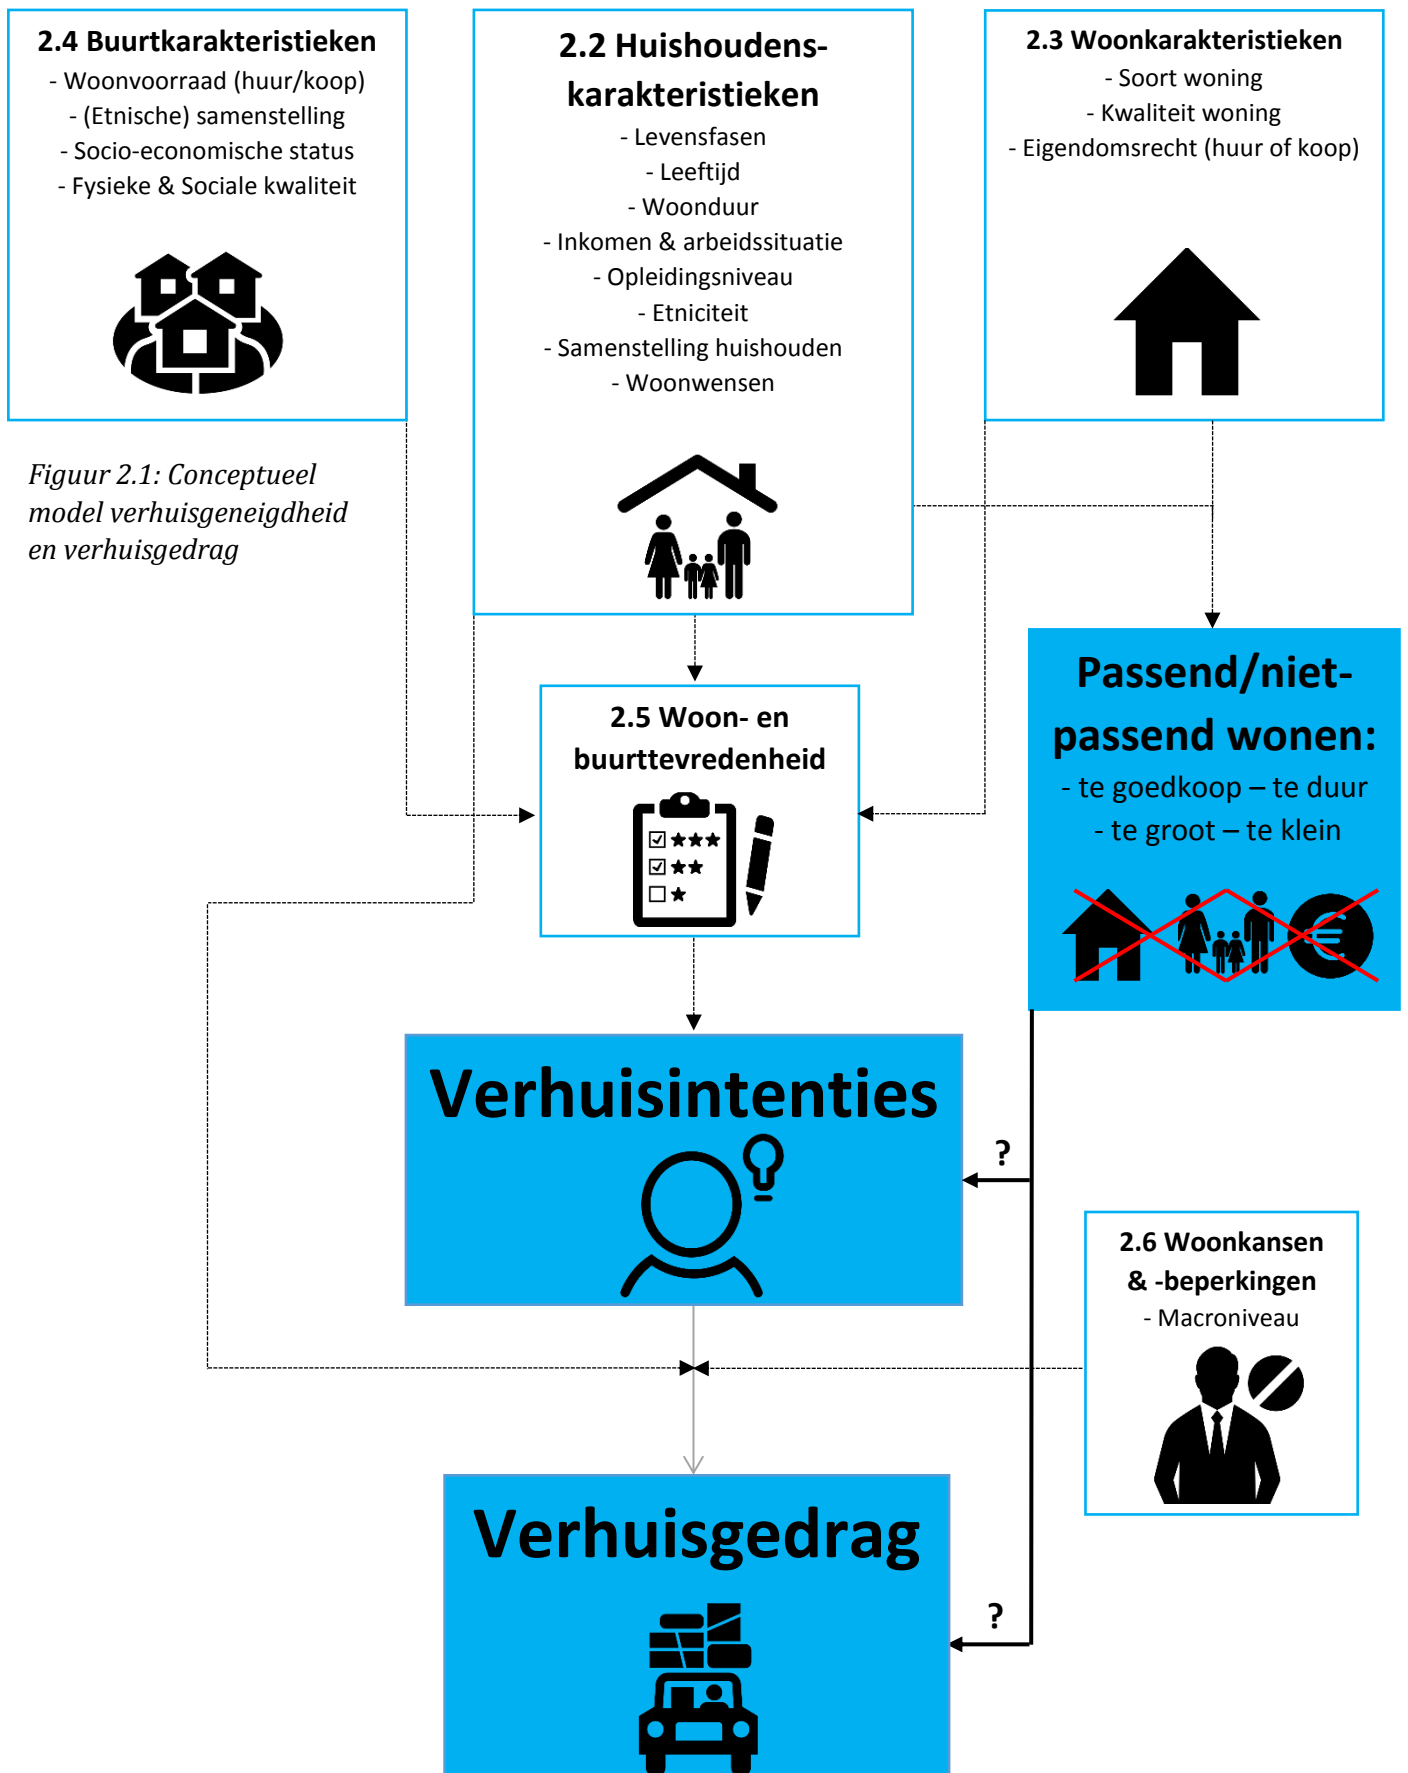 2.4 Buurtkarakteristieken
- Woonvoorraad (huur/koop)
- (Etnische) samenstelling
- Socio-economische status
- Fysieke & Sociale kwaliteit
2.2 Huishoudens-
karakteristieken
- Levensfasen
- Leeftijd
- Woonduur
- Inkomen & arbeidssituatie
- Opleidingsniveau
- Etniciteit
- Samenstelling huishouden
- Woonwensen
2.3 Woonkarakteristieken
- Soort woning
- Kwaliteit woning
- Eigendomsrecht (huur of koop)
Figuur 2.1: Conceptueel
model verhuisgeneigdheid
en verhuisgedrag
2.5 Woon- en
buurttevredenheid
Passend/niet-
passend wonen:
- te goedkoop – te duur
- te groot – te klein
€
Verhuisintenties
?
2.6 Woonkansen
& -beperkingen
- Macroniveau
Verhuisgedrag
?